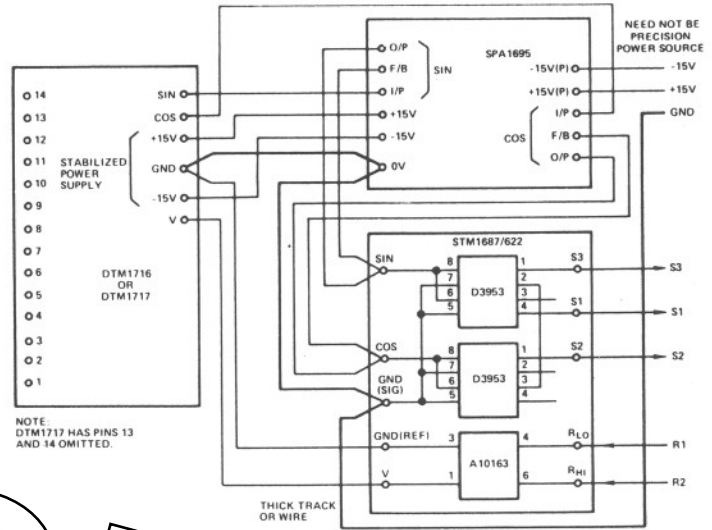 NEED NOT BE
PRECISION
POWER SOURCE
O/P
F/B
I/P
SIN
+15V
-15V
0V
SPA1695
-15V(P)
+15V(P)
I/P
F/B
O/P
COS
-15V
+15V
GND
14
13
12
11
10
9
8
7
6
5
4
3
2
1
SIN
COS
+15V
GND
-15V
V
STABILIZED
POWER
SUPPLY
DTM1716
OR
DTM1717
NOTE:
DTM1717 HAS PINS 13
AND 14 OMITTED.
STM1687/622
SIN
8
7
6
5
D3953
1
2
3
4
S3
S1
S3
S1
COS
GND
(SIG)
8
7
6
5
D3953
1
2
3
4
S2
S2
GND(REF)
V
3
1
A10163
4
6
RLO
RHI
R1
R2
THICK TRACK
OR WIRE